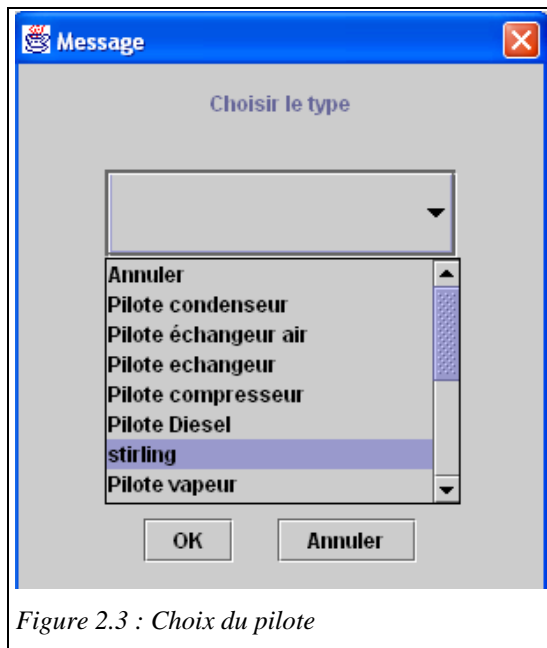 Message
Choisir le type
Annuler
Pilote condenseur
Pilote échangeur air
Pilote echangeur
Pilote compresseur
Pilote Diesel
stirling
Pilote vapeur
OK
Annuler
Figure 2.3 : Choix du pilote